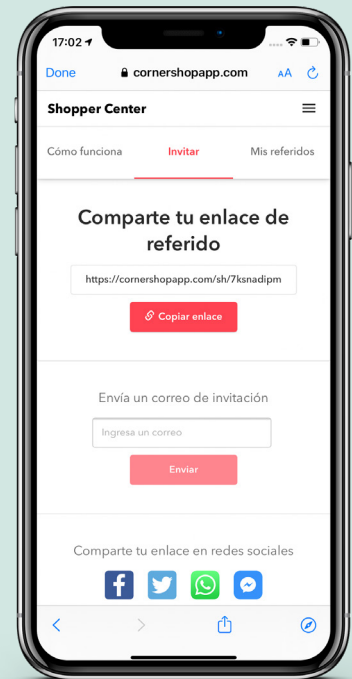 17:02
Done
cornershopapp.com
AA
Shopper Center
Cómo funciona
Invitar
Mis referidos
Comparte tu enlace de
referido
https://cornershopapp.com/sh/7ksnadipm
Copiar enlace
Envía un correo de invitación
Ingresa un correo
Enviar
Comparte tu enlace en redes sociales